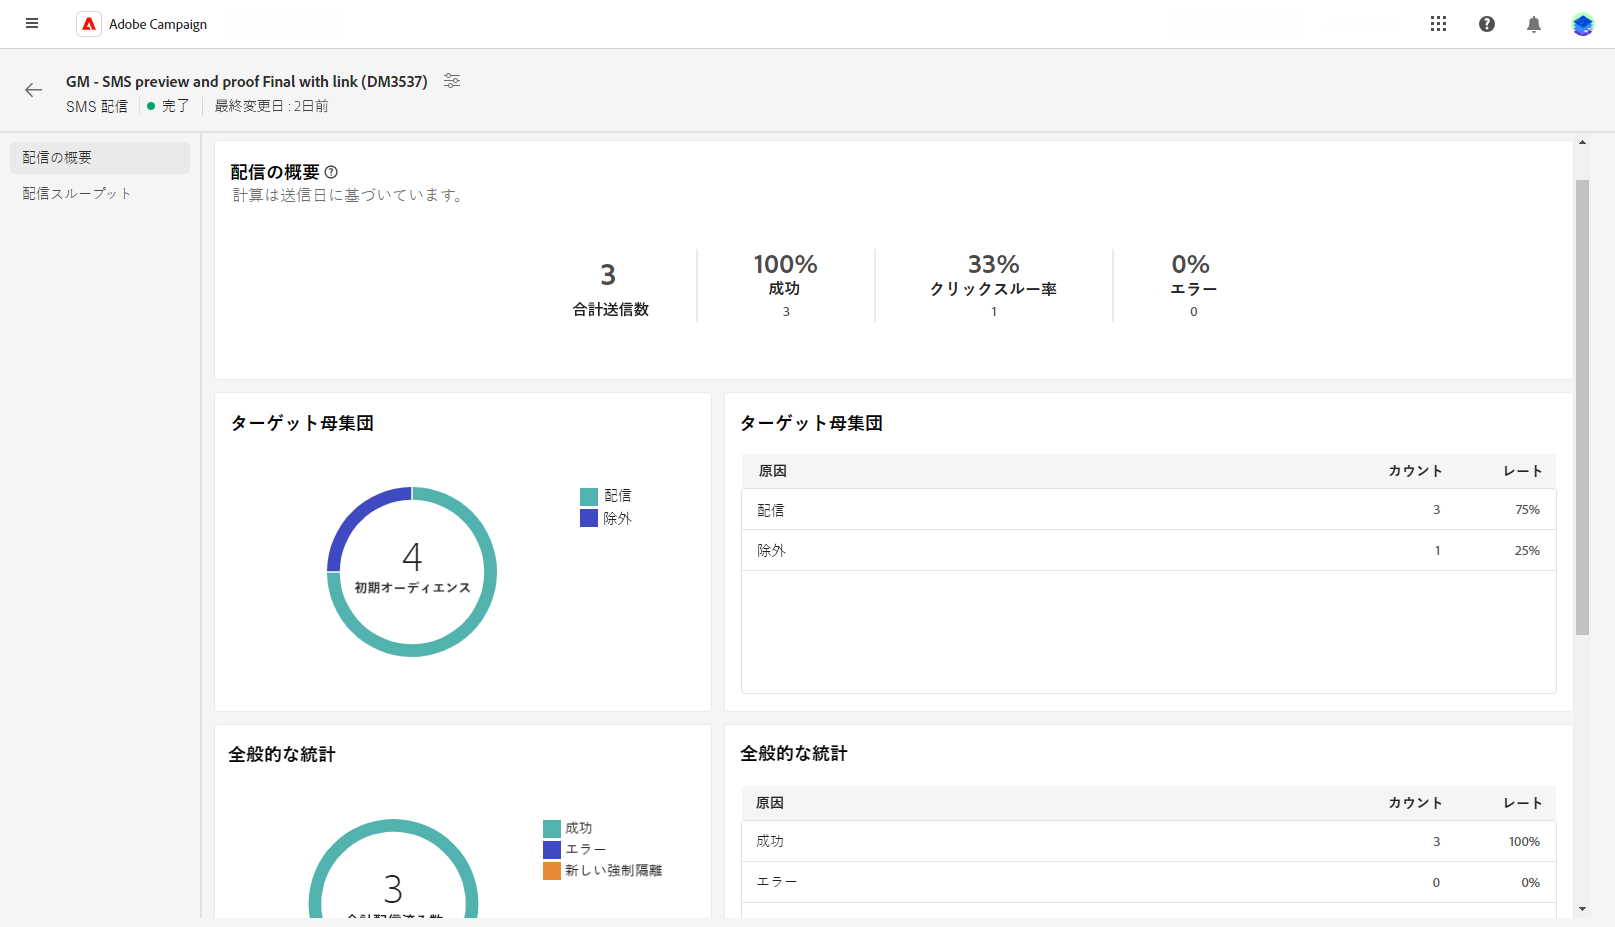 Adobe Campaign
GM - SMS preview and proof Final with link (DM3537)
SMS 配信
完了
最終変更日 : 2日前
配信の概要
配信スループット
配信の概要
計算は送信日に基づいています。
3
合計送信数
100%
成功
3
33%
クリックスルー率
1
0%
エラー
0
ターゲット母集団
4
初期オーディエンス
配信
除外
ターゲット母集団
原因 カウント レート
配信 3 75%
除外 1 25%
全般的な統計
3
合計配信済み数
成功
エラー
新しい強制隔離
全般的な統計
原因 カウント レート
成功 3 100%
エラー 0 0%